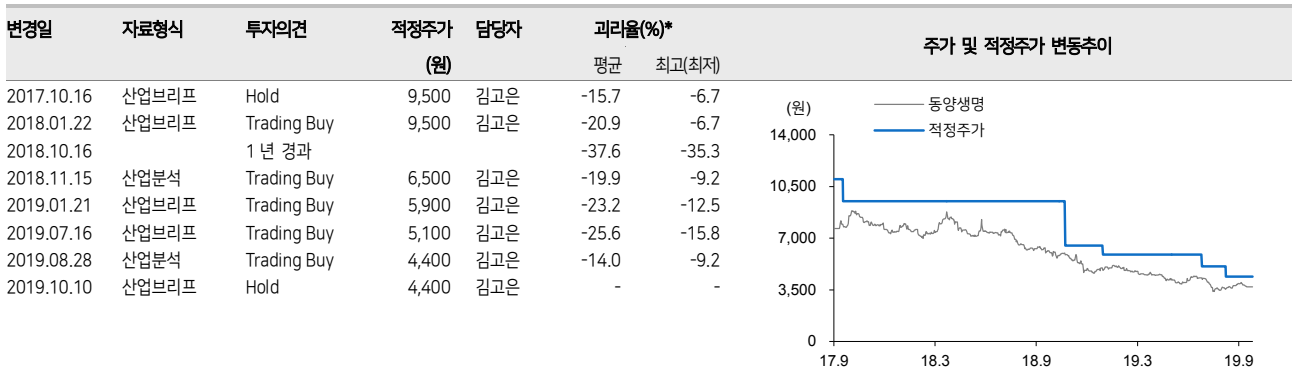 변경일 자료형식 투자의견 적정주가 담당자 괴리율(%)*
(원) 평균 최고(최저)
2017.10.16 산업브리프 Hold 9,500 김고은 -15.7 -6.7
2018.01.22 산업브리프 Trading Buy 9,500 김고은 -20.9 -6.7
2018.10.16 1년 경과 -37.6 -35.3
2018.11.15 산업분석 Trading Buy 6,500 김고은 -19.9 -9.2
2019.01.21 산업브리프 Trading Buy 5,900 김고은 -23.2 -12.5
2019.07.16 산업브리프 Trading Buy 5,100 김고은 -25.6 -15.8
2019.08.28 산업분석 Trading Buy 4,400 김고은 -14.0 -9.2
2019.10.10 산업브리프 Hold 4,400 김고은 - -
주가 및 적정주가 변동추이
(원)
동양생명
적정주가
14,000
10,500
7,000
3,500
0
17.9 18.3 18.9 19.3 19.9